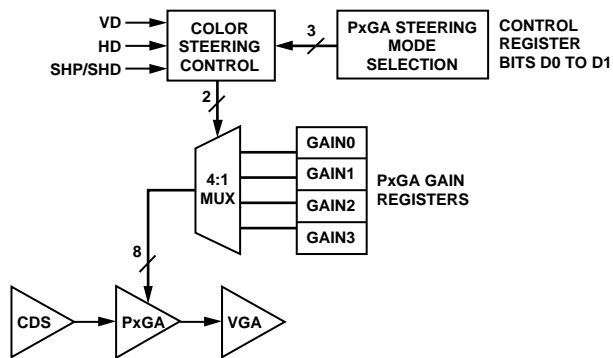 VD
HD
SHP/SHD
COLOR
STEERING
CONTROL
3
PxGA STEERING
MODE
SELECTION
CONTROL
REGISTER
BITS D0 TO D1
2
4:1
MUX
GAIN0
GAIN1
GAIN2
GAIN3
PxGA GAIN
REGISTERS
8
CDS
PxGA
VGA